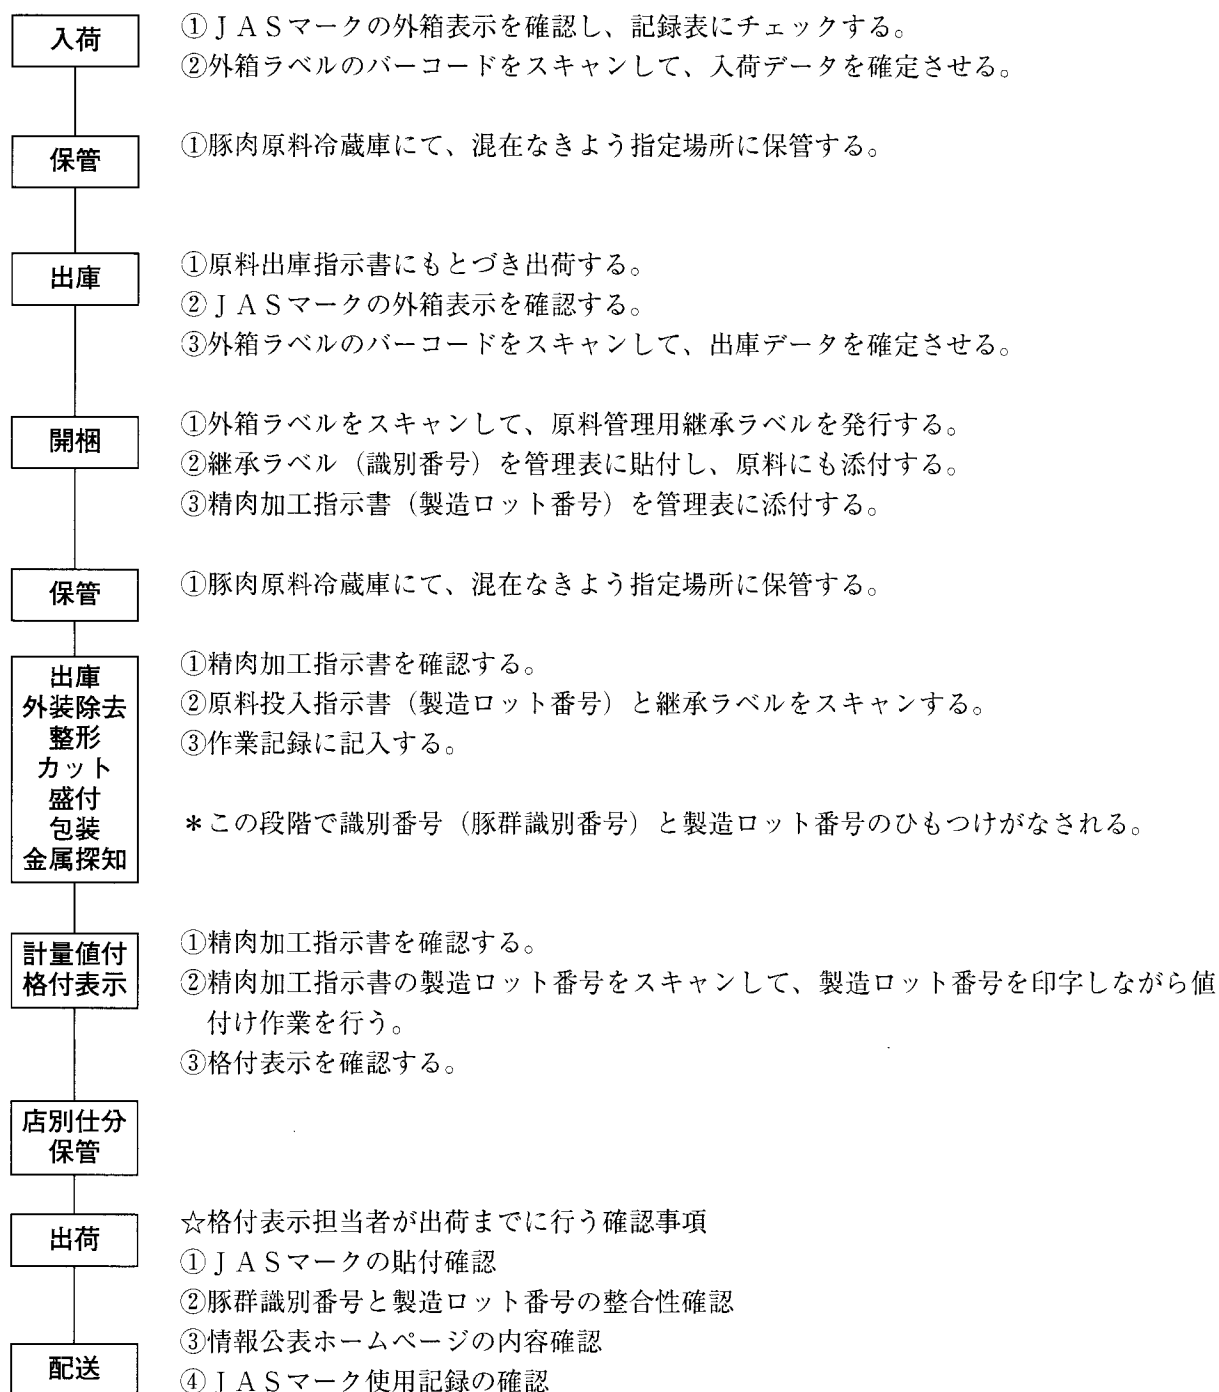 入荷
①JASマークの外箱表示を確認し、記録表にチェックする。
②外箱ラベルのバーコードをスキャンして、入荷データを確定させる。
保管
①豚肉原料冷蔵庫にて、混在なきよう指定場所に保管する。
出庫
①原料出庫指示書にもとづき出荷する。
②JASマークの外箱表示を確認する。
③外箱ラベルのバーコードをスキャンして、出庫データを確定させる。
開梱
①外箱ラベルをスキャンして、原料管理用継承ラベルを発行する。
②継承ラベル（識別番号）を管理表に貼付し、原料にも添付する。
③精肉加工指示書（製造ロット番号）を管理表に添付する。
保管
①豚肉原料冷蔵庫にて、混在なきよう指定場所に保管する。
出庫
外装除去
整形
カット
盛付
包装
金属探知
①精肉加工指示書を確認する。
②原料投入指示書（製造ロット番号）と継承ラベルをスキャンする。
③作業記録に記入する。
＊この段階で識別番号（豚群識別番号）と製造ロット番号のひもつけがなされる。
計量値付
格付表示
①精肉加工指示書を確認する。
②精肉加工指示書の製造ロット番号をスキャンして、製造ロット番号を印字しながら値
付け作業を行う。
③格付表示を確認する。
店別仕分
保管
出荷
☆格付表示担当者が出荷までに行う確認事項
①JASマークの貼付確認
②豚群識別番号と製造ロット番号の整合性確認
③情報公表ホームページの内容確認
配送
④JASマーク使用記録の確認